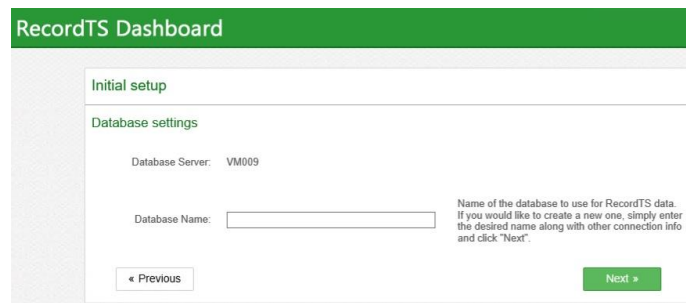 RecordTS Dashboard
Initial setup
Database settings
Database Server: VM009
Database Name:
Name of the database to use for RecordTS data.
If you would like to create a new one, simply enter
the desired name along with other connection info
and click "Next".
« Previous
Next »